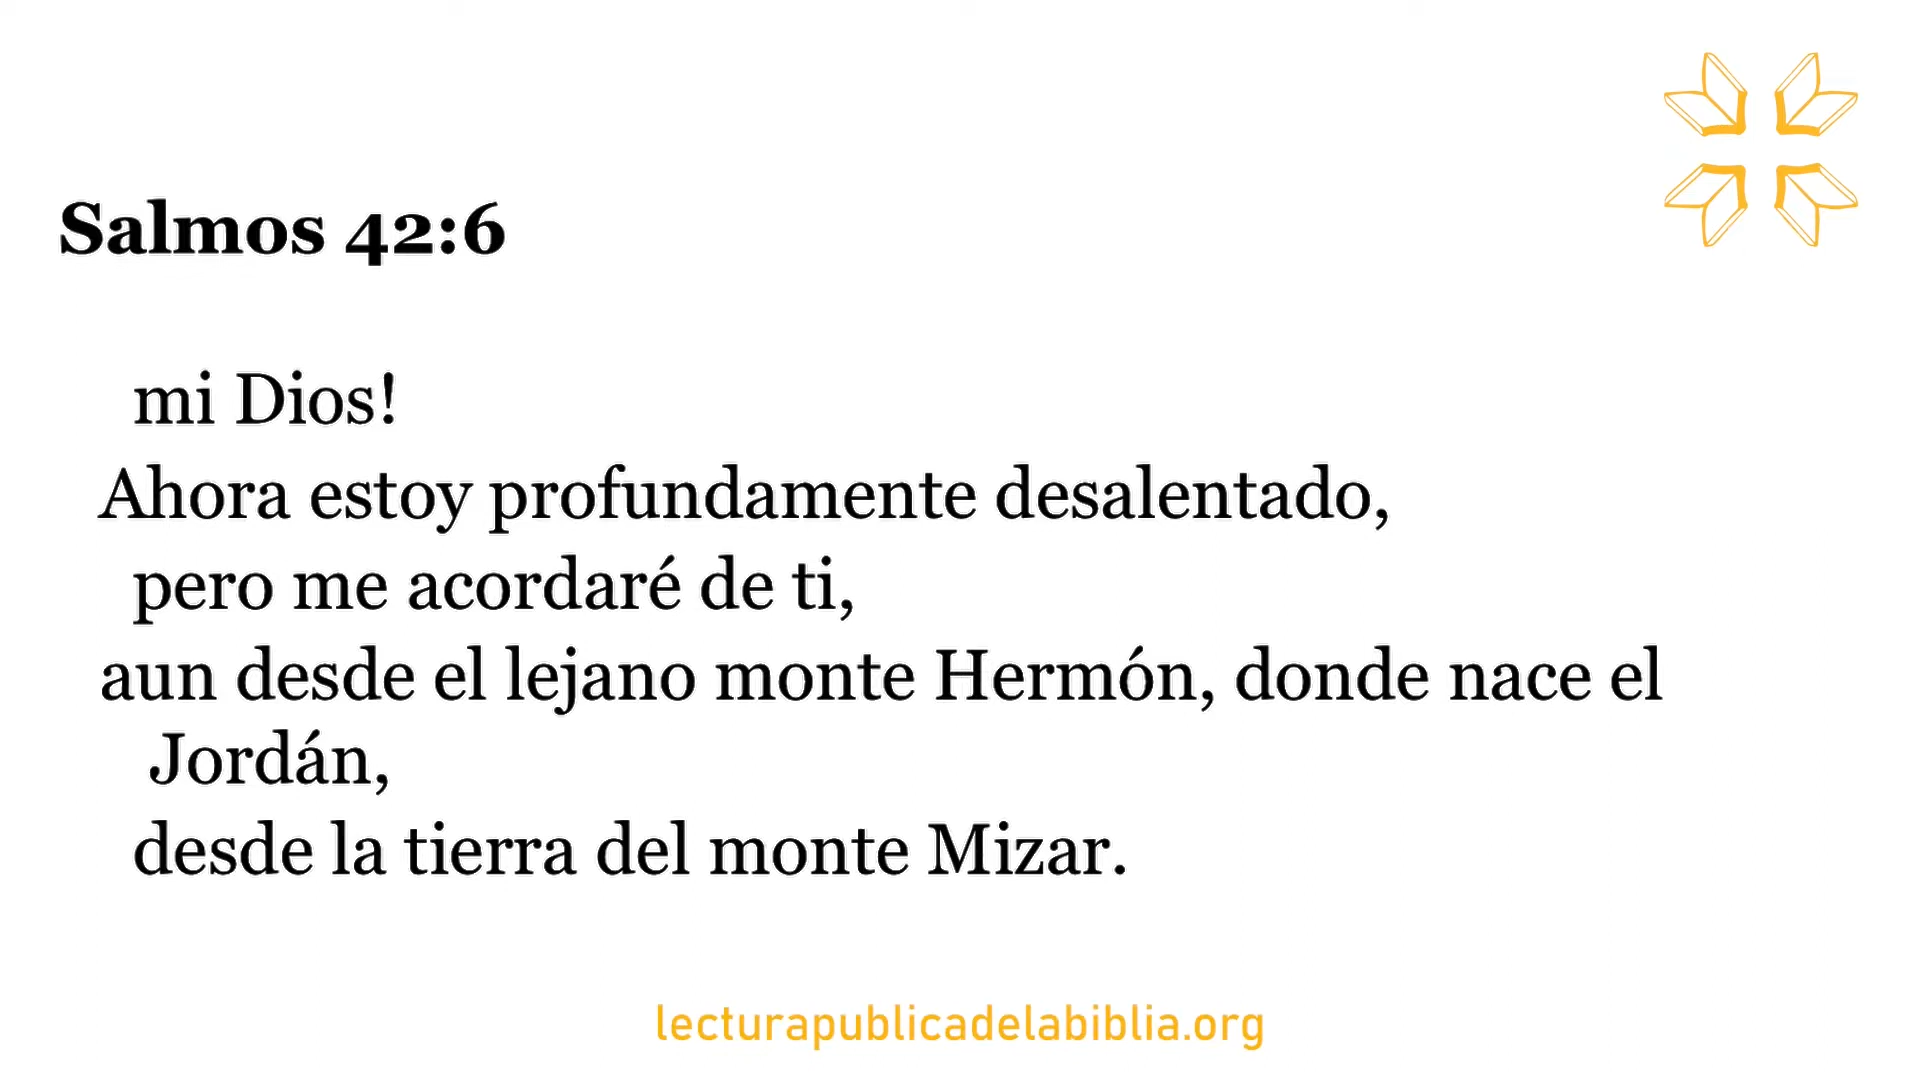 Salmos 42:6
mi Dios!
Ahora estoy profundamente desalentado,
pero me acordaré de ti,
aun desde el lejano monte Hermón, donde nace el
Jordán,
desde la tierra del monte Mizar.
lecturapublicadelabiblia.org